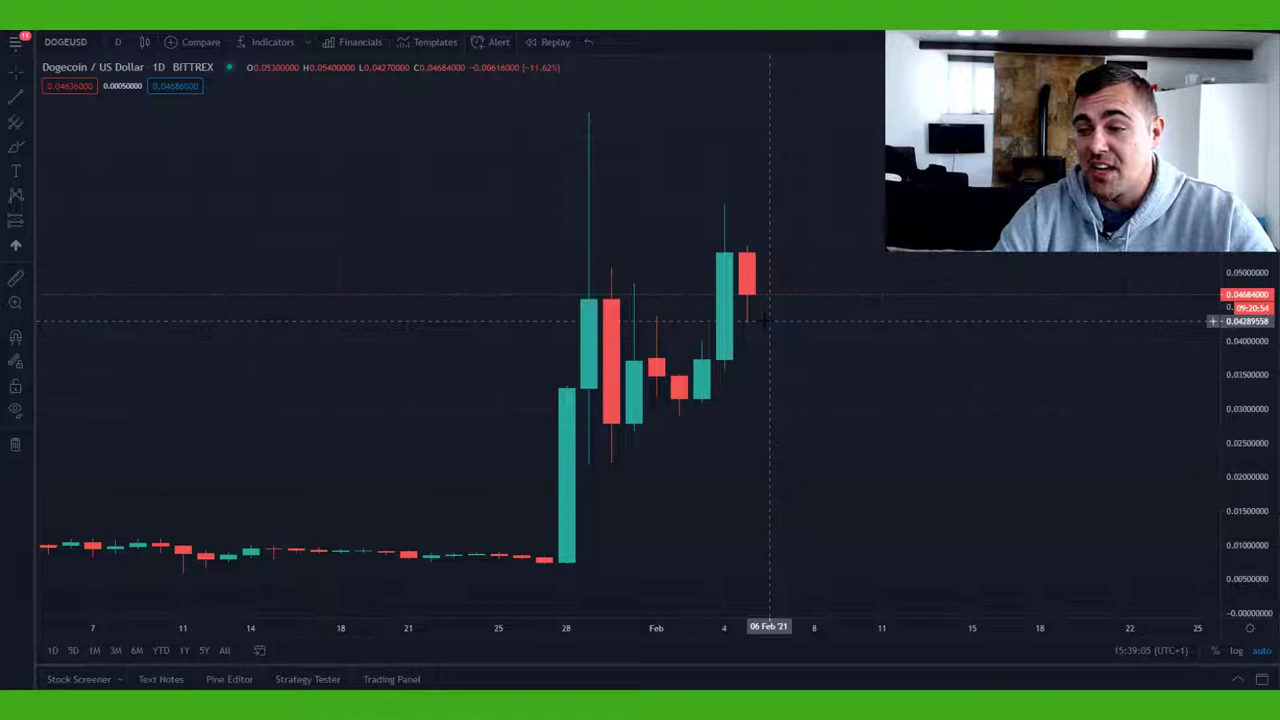 11
DOGEUSD D Compare Indicators Financials Templates Alert Replay
Dogecoin / US Dollar · 1D · BITTREX O0.05300000 H0.05400000 L0.04270000 C0.04684000 −0.00616000 (−11.62%)
0.04636000 0.00050000 0.04686000
0.05000000
0.04684000
09:20:54
0.04289558
0.04000000
0.03500000
0.03000000
0.02500000
0.02000000
0.01500000
0.01000000
0.00500000
-0.00000000
7 11 14 18 21 25 28 Feb 4 06 Feb '21 8 11 15 18 22 25
1D 5D 1M 3M 6M YTD 1Y 5Y All 15:39:05 (UTC+1) % log auto
Stock Screener Text Notes Pine Editor Strategy Tester Trading Panel